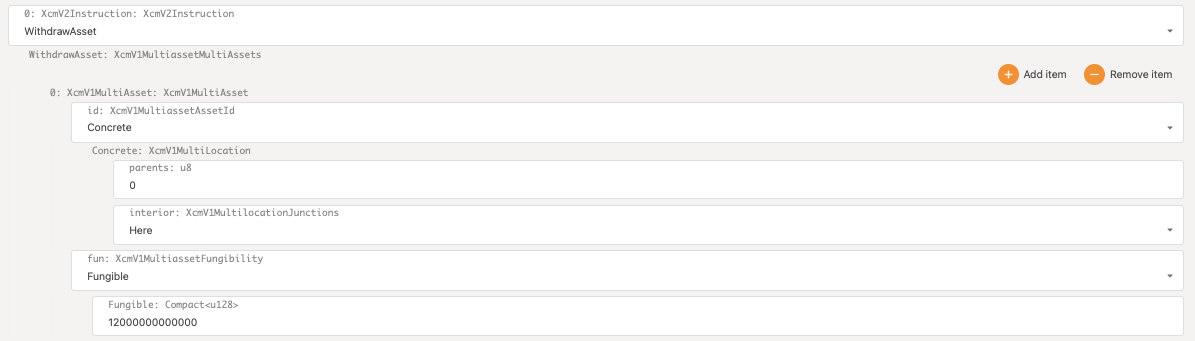 0: XcmV2Instruction: XcmV2Instruction
WithdrawAsset
WithdrawAsset: XcmV1MultiassetMultiAssets
Add item Remove item
0: XcmV1MultiAsset: XcmV1MultiAsset
id: XcmV1MultiassetAssetId
Concrete
Concrete: XcmV1MultiLocation
parents: u8
0
interior: XcmV1MultilocationJunctions
Here
fun: XcmV1MultiassetFungibility
Fungible
Fungible: Compact<u128>
12000000000000